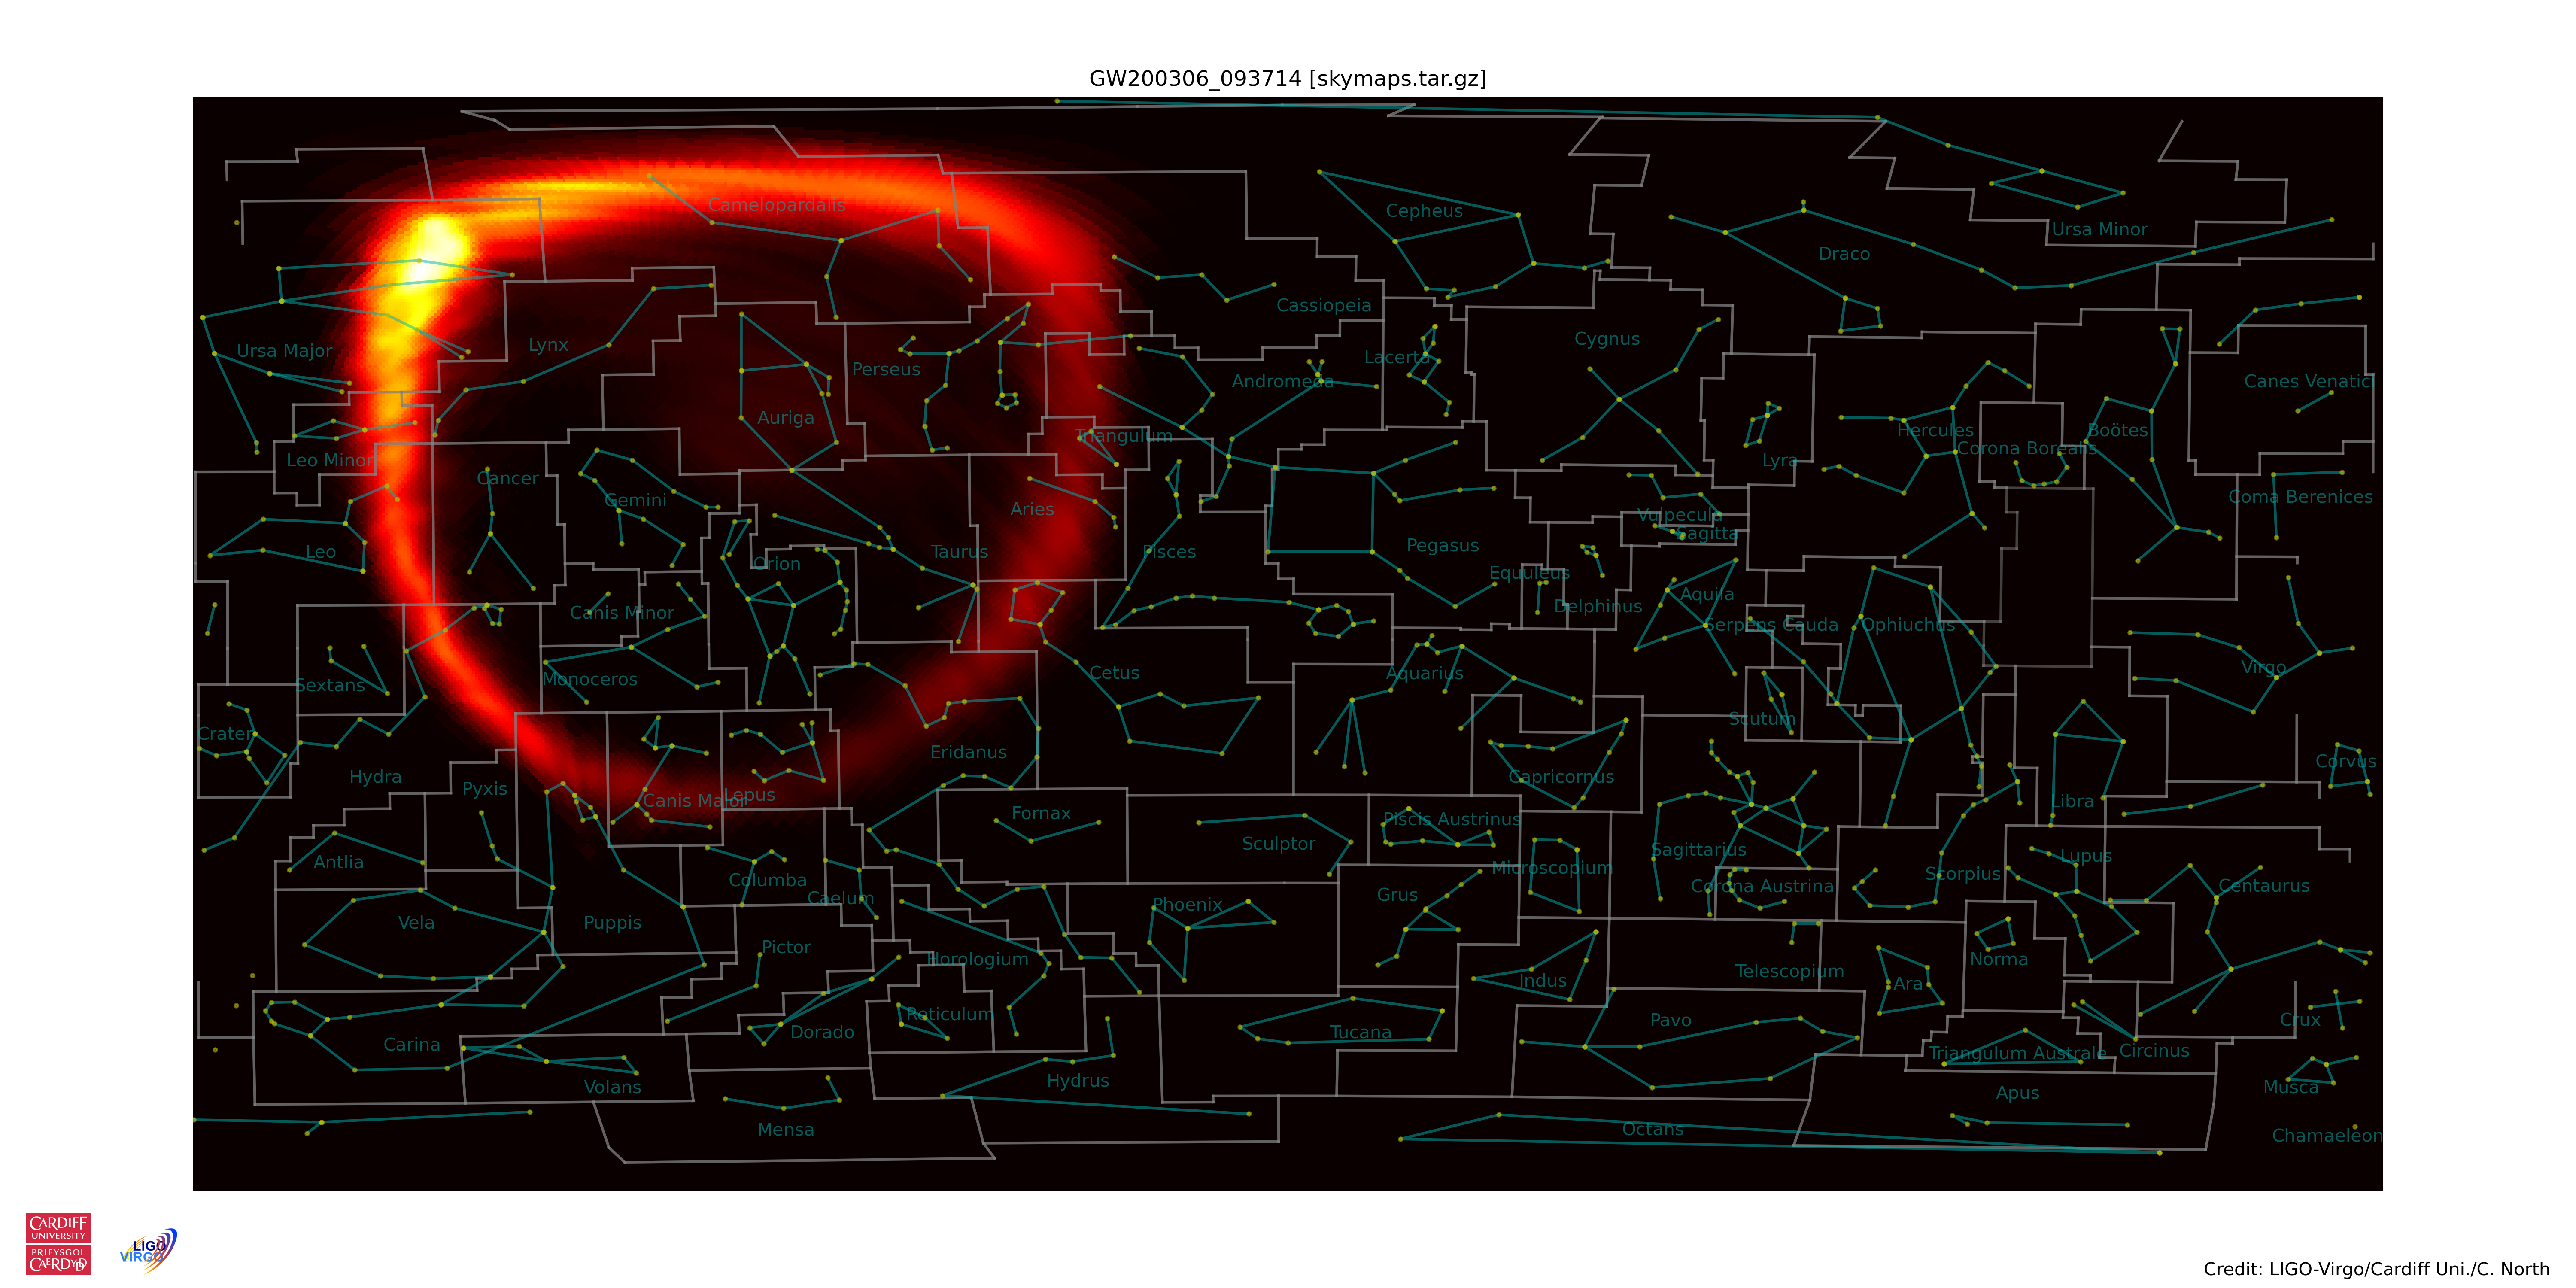 GW200306_093714 [skymaps.tar.gz]
Camelopardalis
Cepheus
Ursa Minor
Draco
Cassiopeia
Ursa Major
Lynx
Perseus
Lacerta
Cygnus
Andromeda
Canes Venatici
Auriga
Triangulum
Hercules
Boötes
Corona Borealis
Leo Minor
Lyra
Cancer
Gemini
Coma Berenices
Aries
Vulpecula
Sagitta
Leo
Taurus
Pisces
Pegasus
Orion
Equuleus
Canis Minor
Delphinus
Aquila
Serpens Cauda
Ophiuchus
Virgo
Sextans
Monoceros
Cetus
Aquarius
Scutum
Crater
Eridanus
Corvus
Hydra
Pyxis
Capricornus
Canis Major
Lepus
Libra
Fornax
Piscis Austrinus
Sculptor
Sagittarius
Antlia
Microscopium
Lupus
Columba
Caelum
Corona Austrina
Scorpius
Centaurus
Grus
Phoenix
Vela
Puppis
Pictor
Horologium
Norma
Telescopium
Indus
Ara
Reticulum
Pavo
Crux
Dorado
Tucana
Carina
Triangulum Australe
Circinus
Volans
Hydrus
Musca
Apus
Mensa
Octans
Chamaeleon
CARDIFF
UNIVERSITY
PRIFYSGOL
CAERDYDD
LIGO
VIRGO
Credit: LIGO-Virgo/Cardiff Uni./C. North